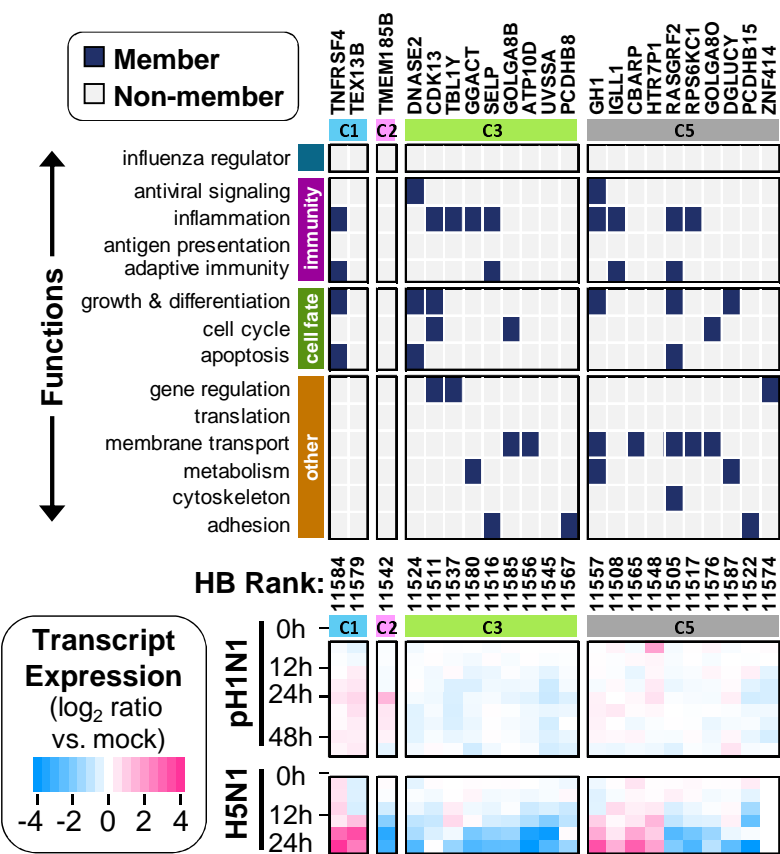 Member
Non-member
TNFRSF4
TEX13B
TMEM185B
DNASE2
CDK13
TBL1Y
GGACT
SELP
GOLGA8B
ATP10D
UVSSA
PCDHB8
GH1
IGLL1
CBARP
HTR7P1
RASGRF2
RPS6KC1
GOLGA8O
DGLUCY
PCDHB15
ZNF414
C1 C2 C3 C5
Functions
influenza regulator
immunity
antiviral signaling
inflammation
antigen presentation
adaptive immunity
cell fate
growth & differentiation
cell cycle
apoptosis
other
gene regulation
translation
membrane transport
metabolism
cytoskeleton
adhesion
HB Rank:
11584
11579
11542
11524
11511
11537
11580
11516
11585
11556
11545
11567
11557
11508
11565
11548
11505
11517
11576
11587
11522
11574
C1 C2 C3 C5
Transcript
Expression
(log2 ratio
vs. mock)
-4 -2 0 2 4
pH1N1
0h
12h
24h
48h
H5N1
0h
12h
24h